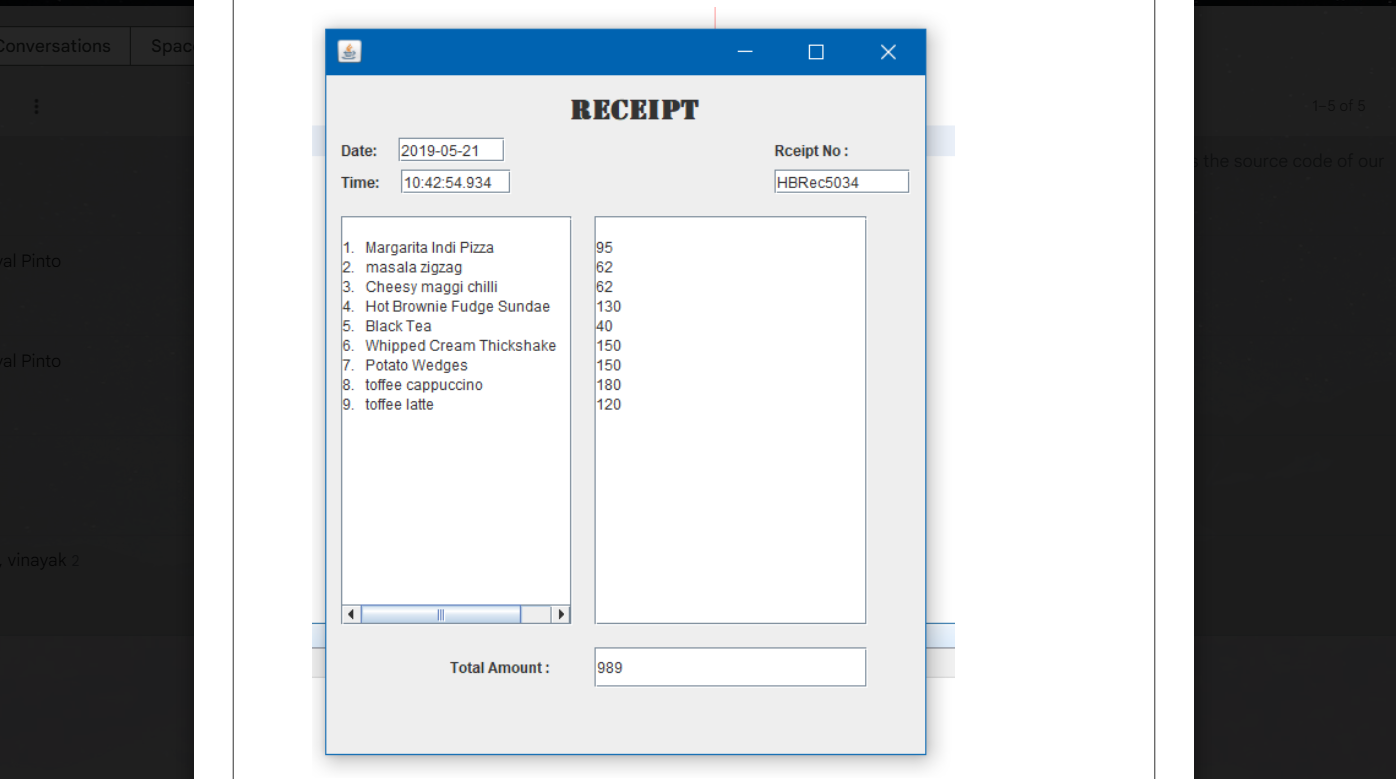 Conversations
Spac
1–5 of 5
the source code of our
val Pinto
val Pinto
, vinayak 2
RECEIPT
Date: 2019-05-21
Rceipt No :
Time: 10:42:54.934
HBRec5034
1. Margarita Indi Pizza 95
2. masala zigzag 62
3. Cheesy maggi chilli 62
4. Hot Brownie Fudge Sundae 130
5. Black Tea 40
6. Whipped Cream Thickshake 150
7. Potato Wedges 150
8. toffee cappuccino 180
9. toffee latte 120
Total Amount : 989